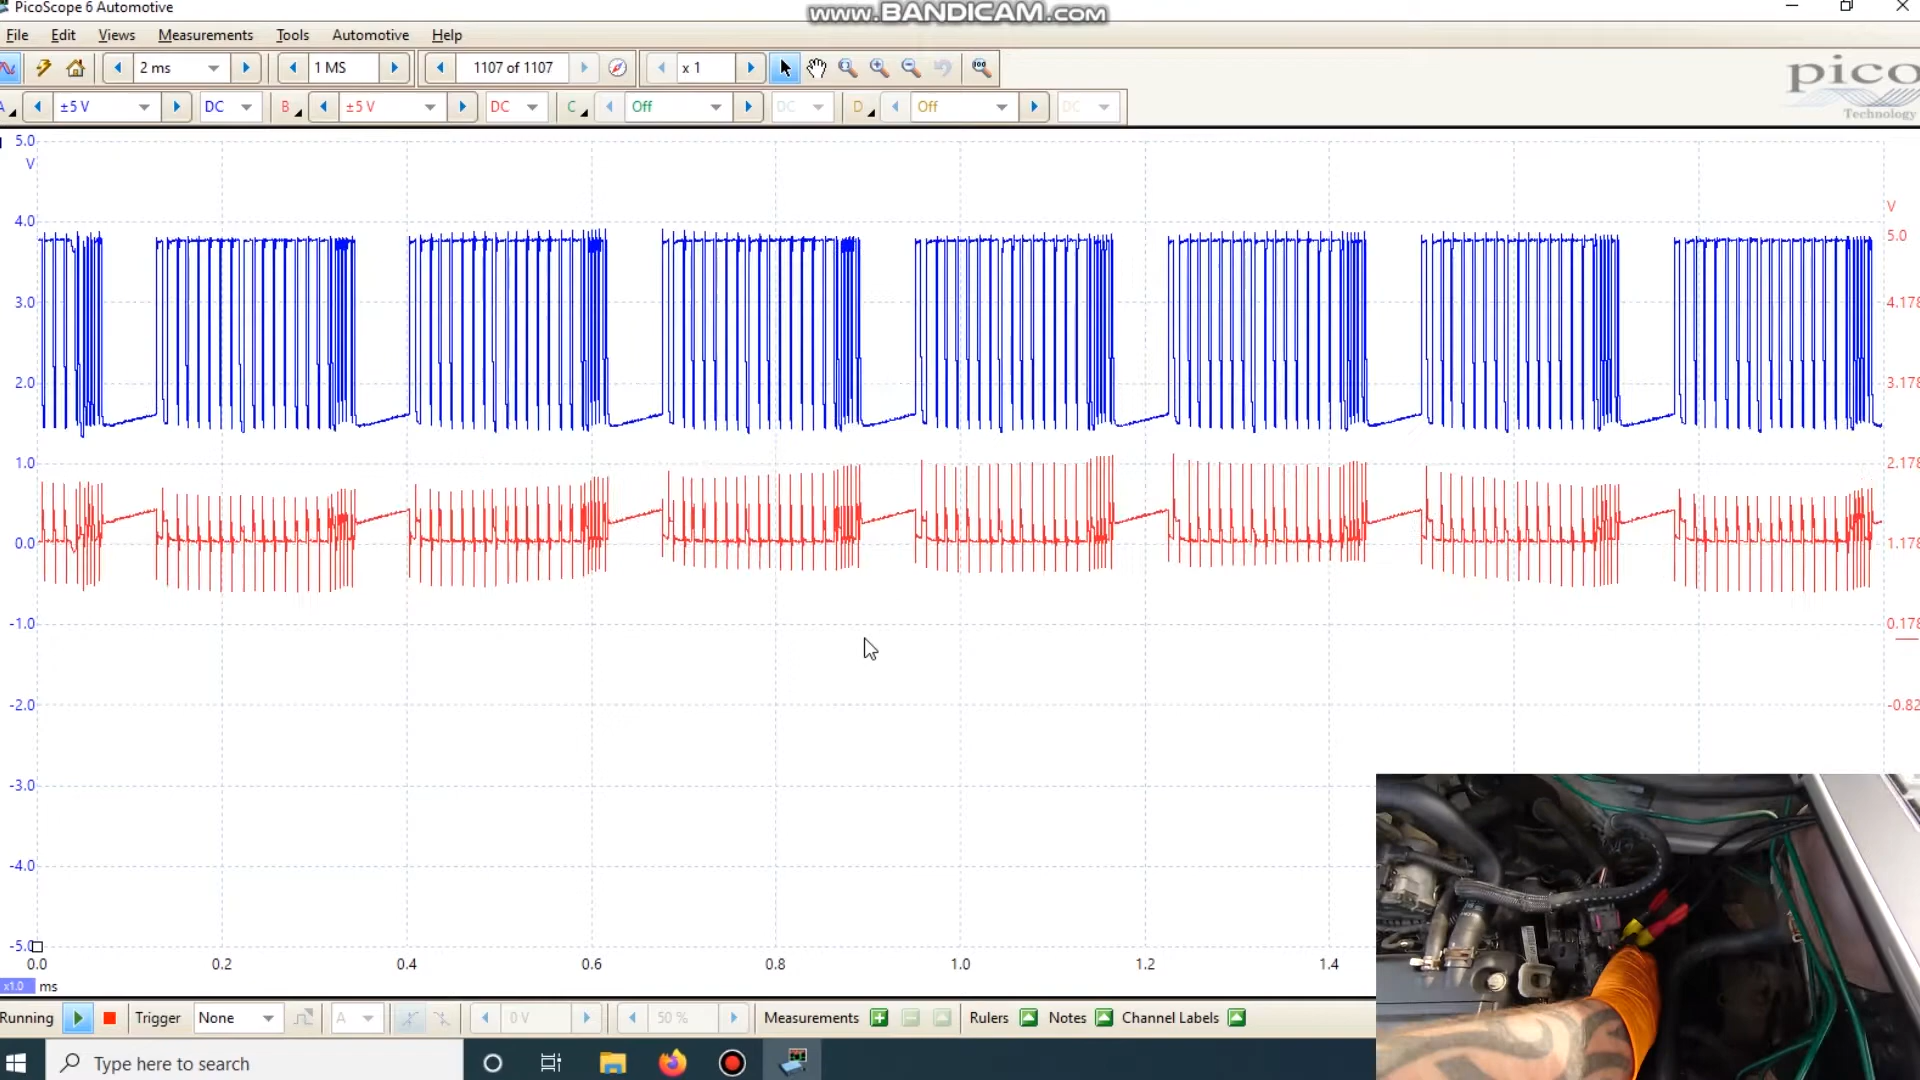 PicoScope 6 Automotive
www.BANDICAM.com
File Edit Views Measurements Tools Automotive Help
2 ms 1 MS 1107 of 1107 x 1
pico
Technology
±5 V DC B ±5 V DC C Off DC D Off DC
5.0
V
4.0
3.0
2.0
1.0
0.0
-1.0
-2.0
-3.0
-4.0
-5.0
V
5.0
4.178
3.178
2.178
1.178
0.178
-0.82
0.0 0.2 0.4 0.6 0.8 1.0 1.2 1.4
x1.0 ms
Running Trigger None A 0 V 50 % Measurements Rulers Notes Channel Labels
Type here to search